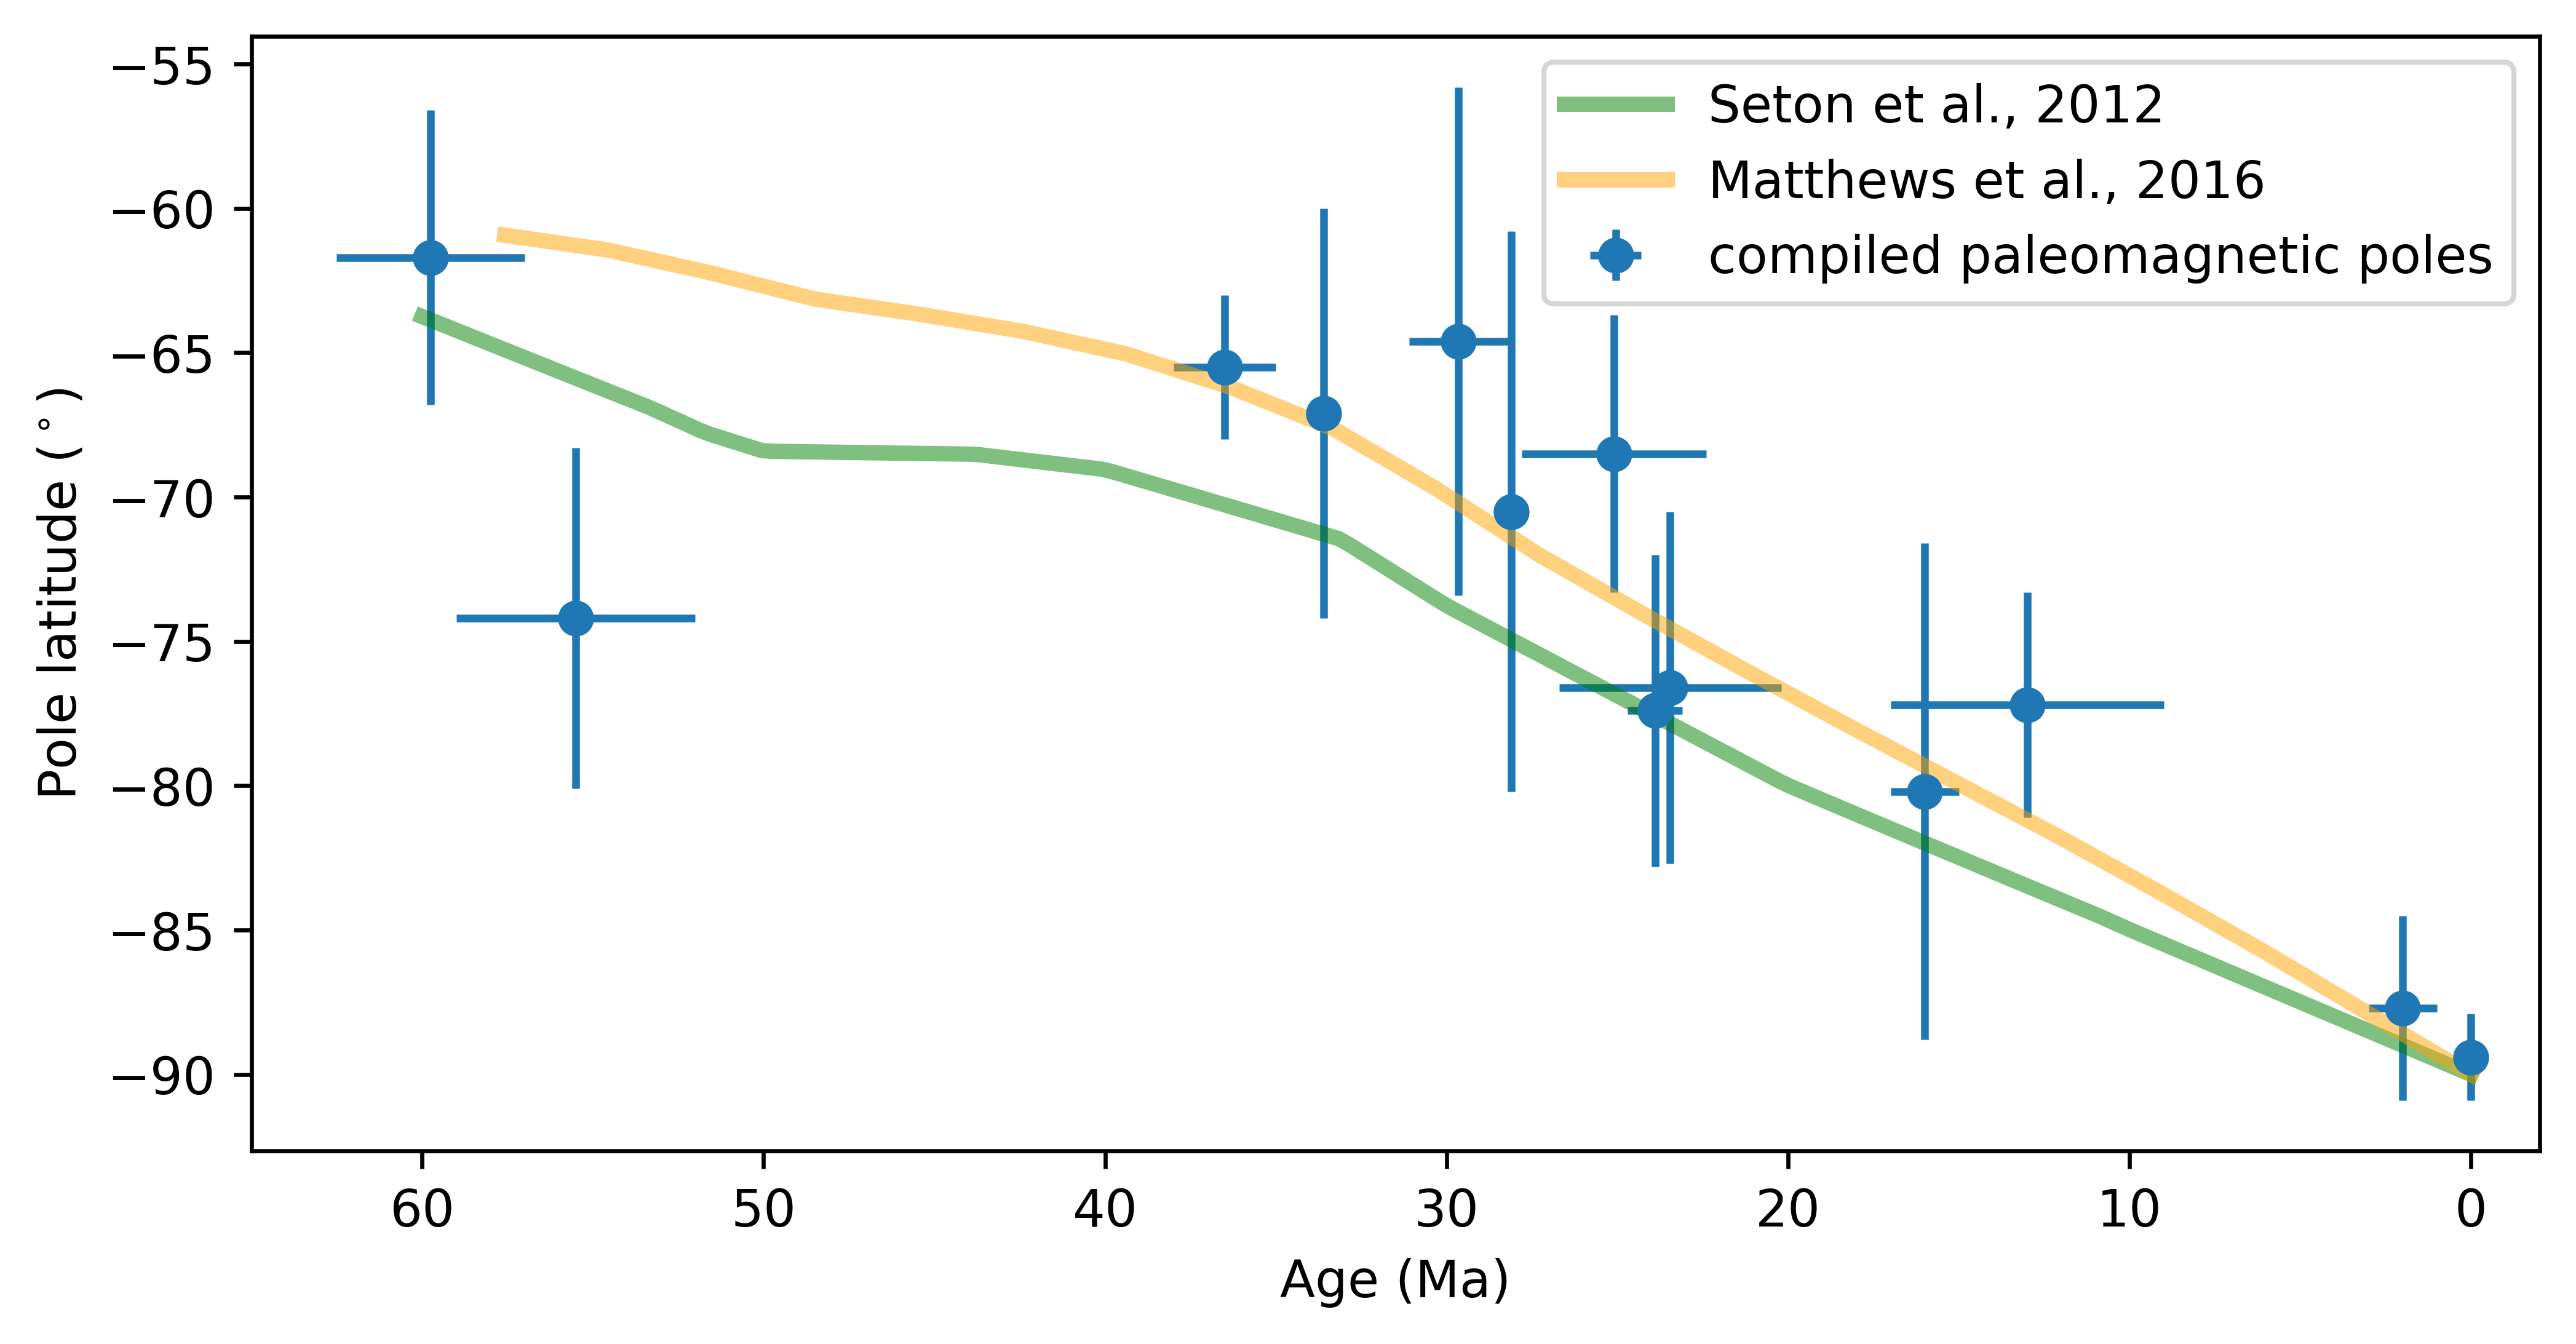 Seton et al., 2012
Matthews et al., 2016
compiled paleomagnetic poles
Pole latitude (°)
−55
−60
−65
−70
−75
−80
−85
−90
60 50 40 30 20 10 0
Age (Ma)